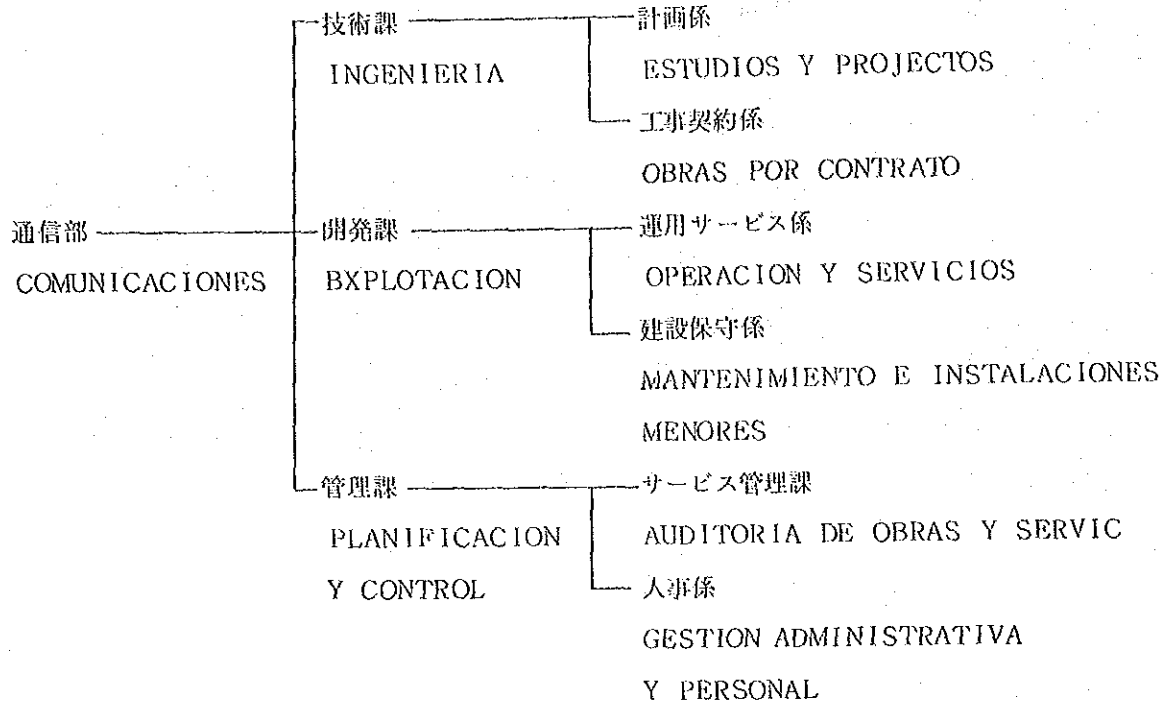 技術課 計画係
INGENIERIA ESTUDIOS Y PROJECTOS
工事契約係
OBRAS POR CONTRATO
通信部 開発課 運用サービス係
COMUNICACIONES BXPLOTACION OPERACION Y SERVICIOS
建設保守係
MANTENIMIENTO E INSTALACIONES
MENORES
管理課 サービス管理課
PLANIFICACION AUDITORIA DE OBRAS Y SERVIC
Y CONTROL 人事係
GESTION ADMINISTRATIVA
Y PERSONAL